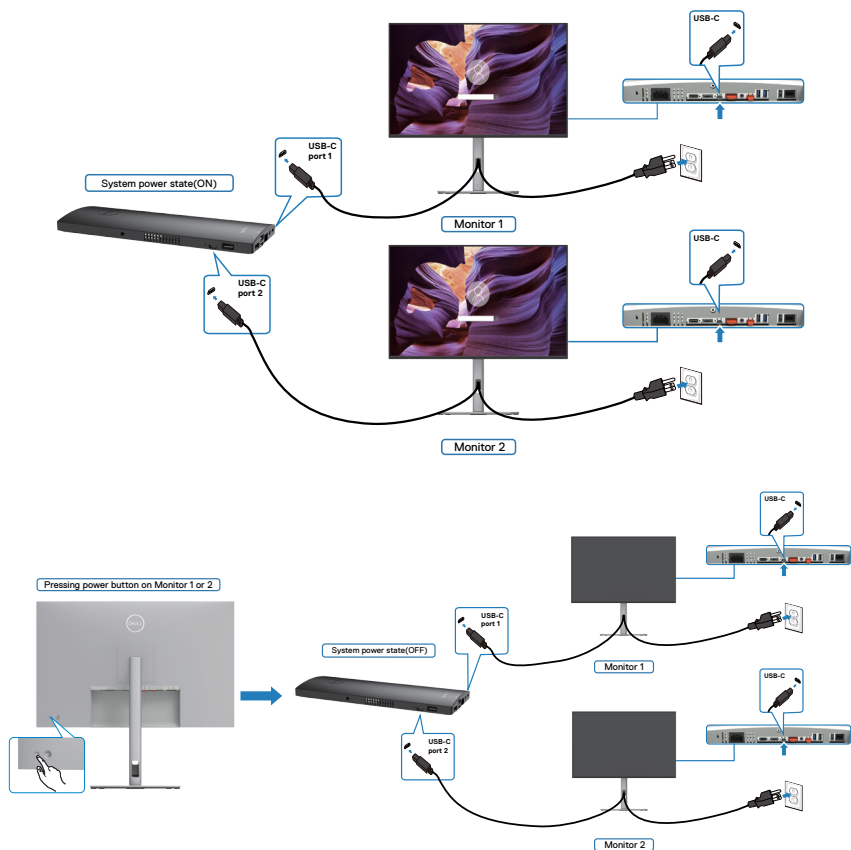 USB-C
USB-C
port 1
System power state(ON)
Monitor 1
USB-C
USB-C
port 2
Monitor 2
USB-C
Pressing power button on Monitor 1 or 2
DELL
USB-C
port 1
System power state(OFF)
Monitor 1
USB-C
USB-C
port 2
Monitor 2